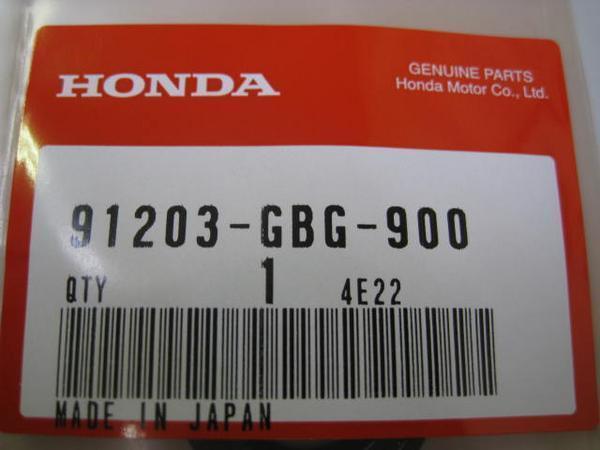 HONDA
GENUINE PARTS
Honda Motor Co., Ltd.
91203-GBG-900
QTY 1 4E22
MADE IN JAPAN